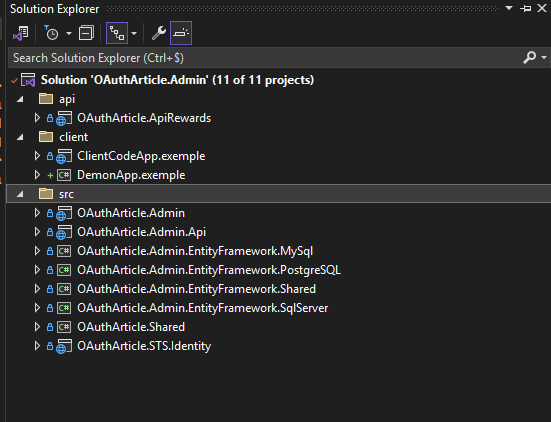 Solution Explorer
Search Solution Explorer (Ctrl+$)
Solution 'OAuthArticle.Admin' (11 of 11 projects)
api
OAuthArticle.ApiRewards
client
ClientCodeApp.exemple
DemonApp.exemple
src
OAuthArticle.Admin
OAuthArticle.Admin.Api
OAuthArticle.Admin.EntityFramework.MySql
OAuthArticle.Admin.EntityFramework.PostgreSQL
OAuthArticle.Admin.EntityFramework.Shared
OAuthArticle.Admin.EntityFramework.SqlServer
OAuthArticle.Shared
OAuthArticle.STS.Identity